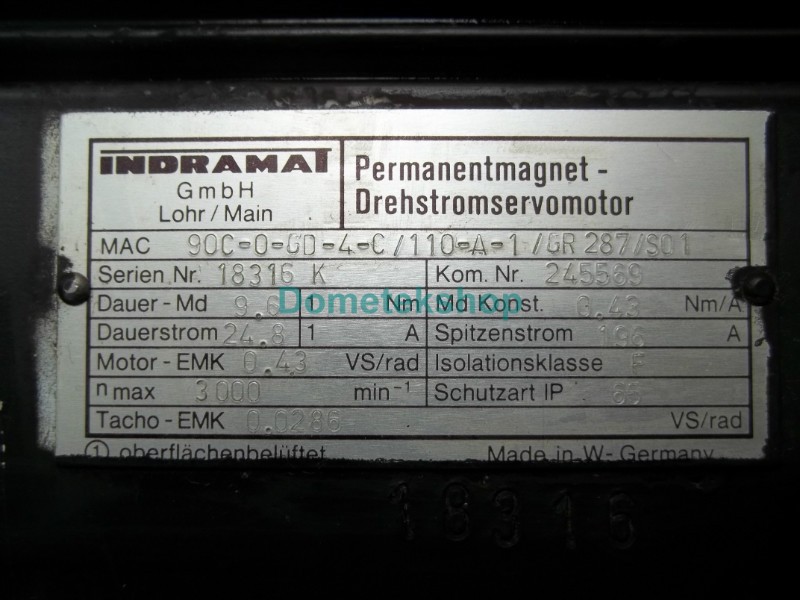 INDRAMAT
GmbH
Lohr / Main
Permanentmagnet -
Drehstromservomotor
MAC 90C-0-GD-4-C/110-A-1/GR 287/S01
Serien Nr. 18316 K Kom. Nr. 245569
Dauer - Md 9.6 1 Nm Md Konst. 0.43 Nm/A
Dauerstrom 24.8 1 A Spitzenstrom 196 A
Motor - EMK 0.43 VS/rad Isolationsklasse F
n max 3000 min⁻¹ Schutzart IP 65
Tacho - EMK 0.0286 VS/rad
① oberflächenbelüftet Made in W- Germany
Dometekshop
18316